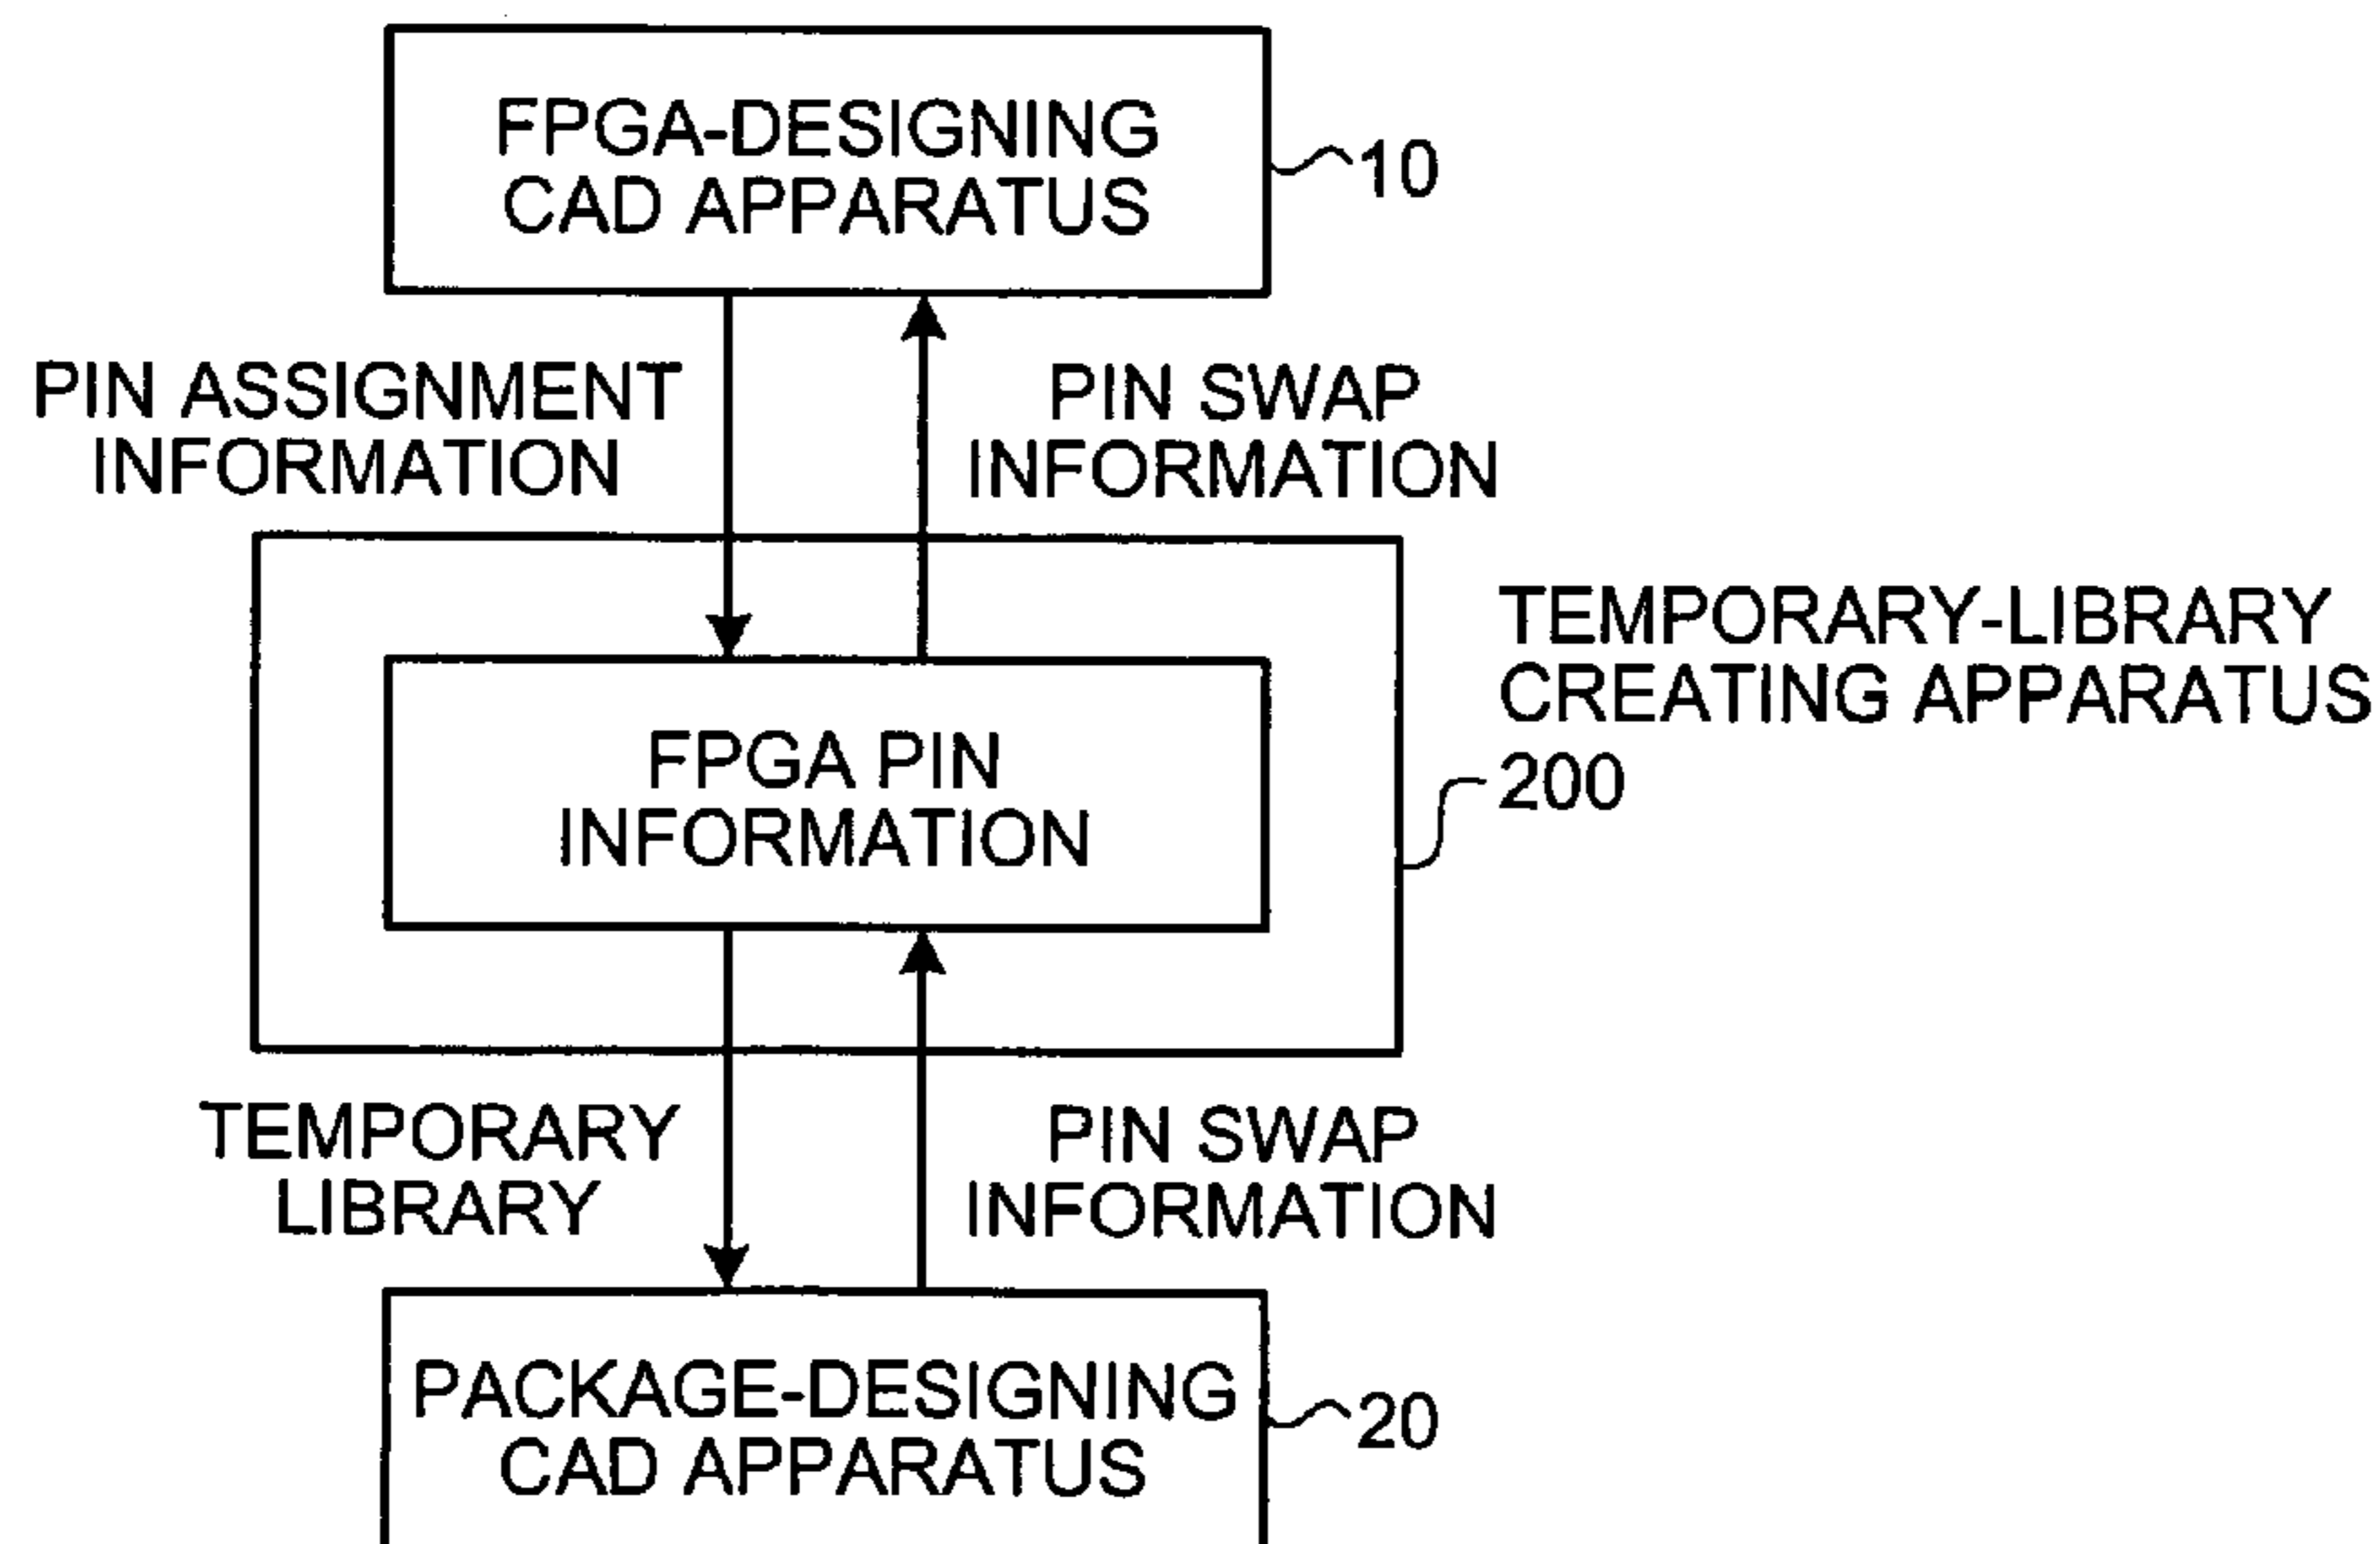 FPGA-DESIGNING
CAD APPARATUS
10
PIN ASSIGNMENT
INFORMATION
PIN SWAP
INFORMATION
TEMPORARY-LIBRARY
CREATING APPARATUS
200
FPGA PIN
INFORMATION
TEMPORARY
LIBRARY
PIN SWAP
INFORMATION
PACKAGE-DESIGNING
CAD APPARATUS
20